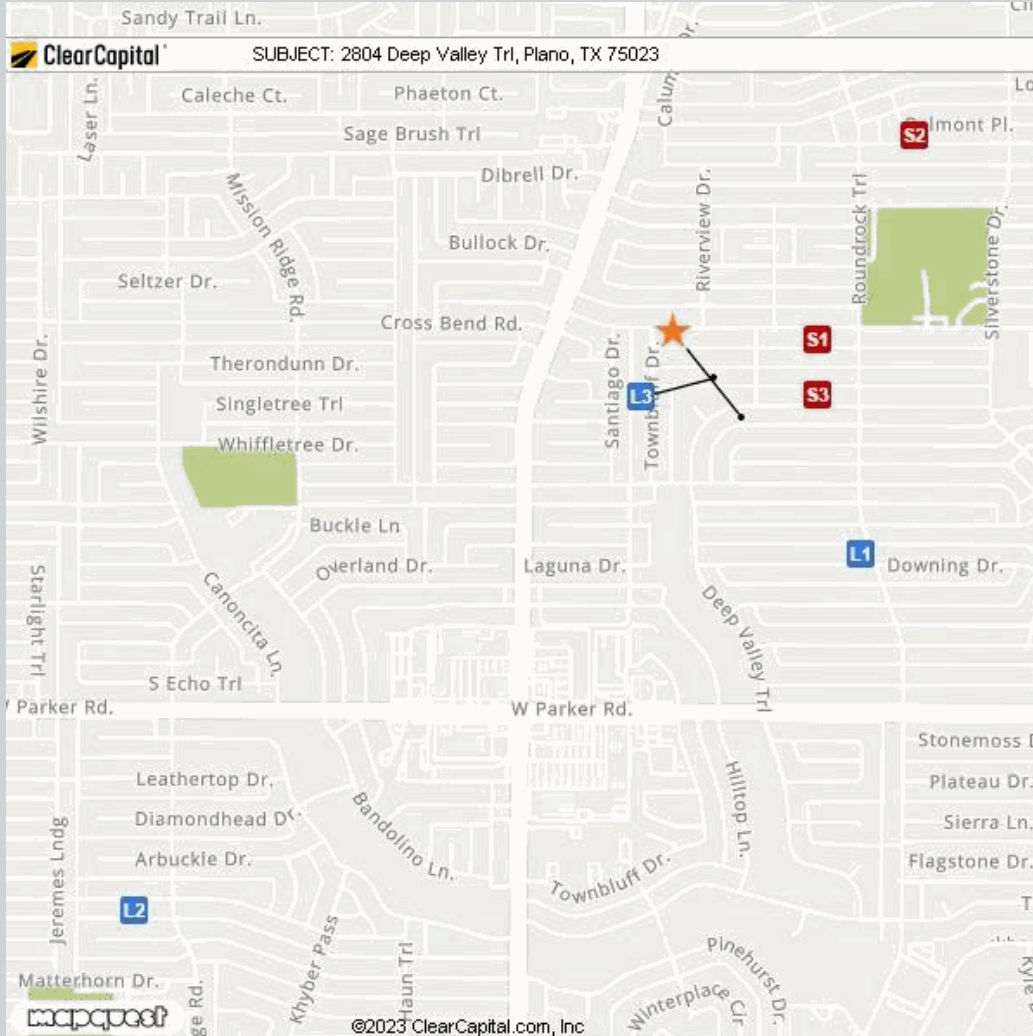 Sandy Trail Ln.
ClearCapital
SUBJECT: 2804 Deep Valley Trl, Plano, TX 75023
Laser Ln.
Caleche Ct.
Phaeton Ct.
Sage Brush Trl
S2
Dibrell Dr.
Mission Ridge Rd.
Riverview Dr.
Roundrock Trl
Silverstone Dr.
Bullock Dr.
Seltzer Dr.
Cross Bend Rd.
S1
Wilshire Dr.
Therondunn Dr.
Santiago Dr.
Townbluff Dr.
L3
S3
Singletree Trl
Whiffletree Dr.
Buckle Ln
L1
Overland Dr.
Laguna Dr.
Downing Dr.
Starlight Trl
Canoncita Ln.
Deep Valley Trl
S Echo Trl
Parker Rd.
W Parker Rd.
Stonemoss
Leathertop Dr.
Hilltop Ln.
Plateau Dr.
Diamondhead Dr.
Bandolino Ln.
Sierra Ln.
Jeremes Lndg
Arbuckle Dr.
Townbluff Dr.
Flagstone Dr.
L2
Khyber Pass
Haun Trl
Pinehurst Dr.
Matterhorn Dr.
Winterplace Cir
mapquest
©2023 ClearCapital.com, Inc